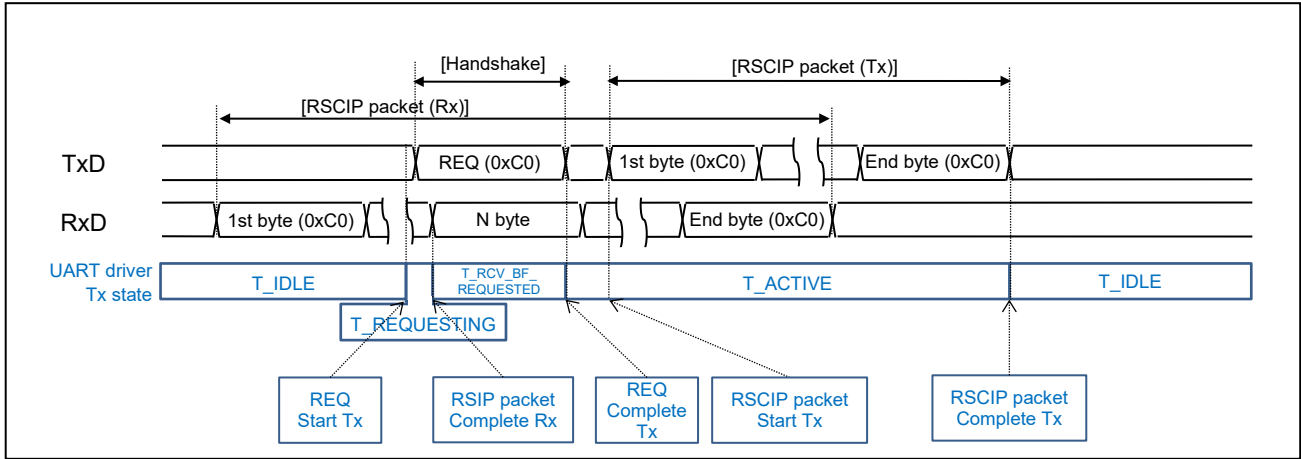 [Handshake]
[RSCIP packet (Tx)]
[RSCIP packet (Rx)]
TxD
REQ (0xC0)
1st byte (0xC0)
End byte (0xC0)
RxD
1st byte (0xC0)
N byte
End byte (0xC0)
UART driver
Tx state
T_IDLE
T_RCV_BF_
REQUESTED
T_ACTIVE
T_IDLE
T_REQUESTING
REQ
Start Tx
RSIP packet
Complete Rx
REQ
Complete
Tx
RSCIP packet
Start Tx
RSCIP packet
Complete Tx